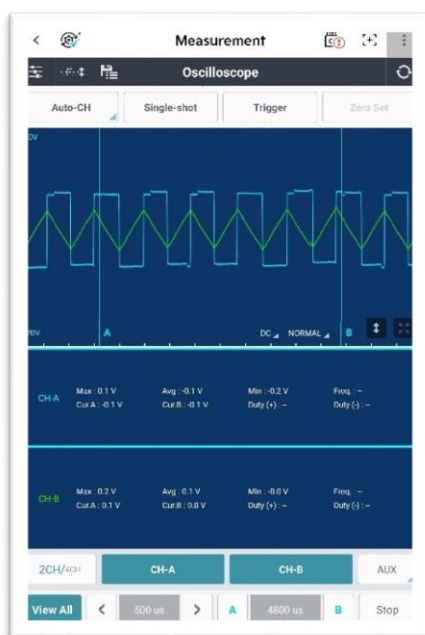 Measurement
Oscilloscope
Auto-CH Single-shot Trigger Zero Set
A DC NORMAL B
CH-A Max : 0.1 V Avg : -0.1 V Min : -0.2 V Freq. : –
Cur.A : -0.1 V Cur.B : -0.1 V Duty (+) : – Duty (-) : –
CH-B Max : 0.2 V Avg : 0.1 V Min : -0.0 V Freq. : –
Cur.A : 0.1 V Cur.B : 0.0 V Duty (+) : – Duty (-) : –
2CH/4CH CH-A CH-B AUX
View All < 500 us > A 4800 us B Stop